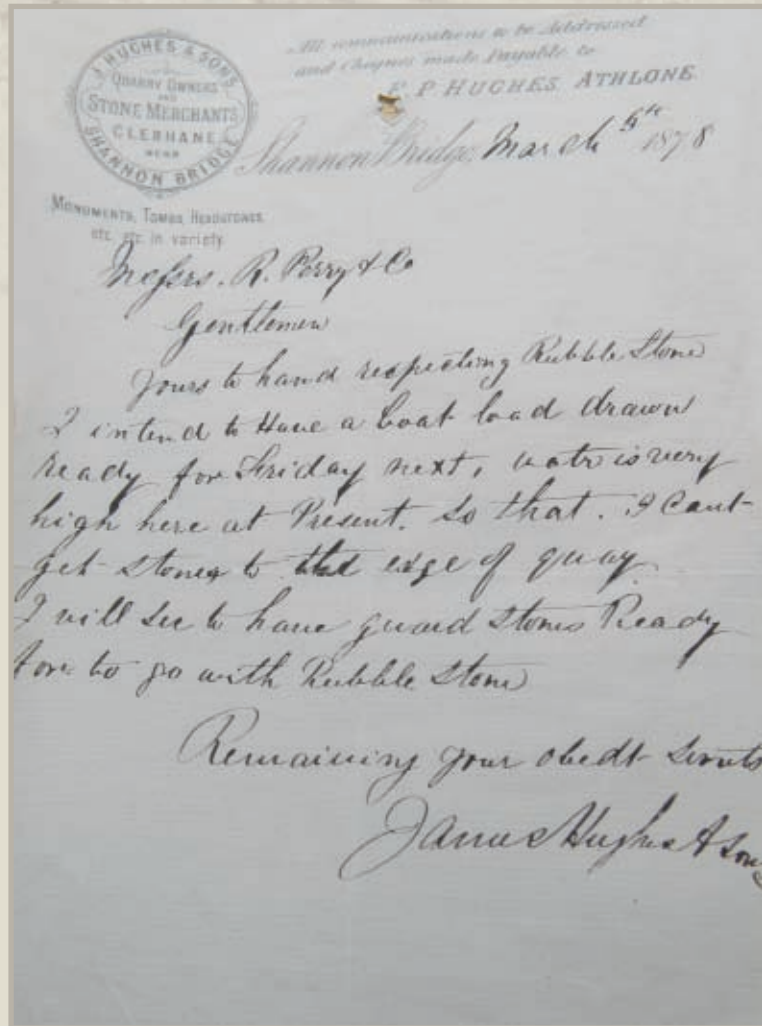 J. HUGHES & SONS
QUARRY OWNERS
AND
STONE MERCHANTS
CLERHANE
NEAR
SHANNON BRIDGE
MONUMENTS, TOMBS, HEADSTONES,
etc. etc. in variety.
All communications to be Addressed
and Cheques made Payable to
P. HUGHES, ATHLONE.
Shannon Bridge, March 5th 1878
Messrs. R. Perry & Co
Gentlemen
Yours to hand respecting Rubble Stone
I intend to Have a boat load drawn
ready for Friday next, water is very
high here at Present. So that. I Cant
get stones to the edge of quay.
I will see to have guard stones Ready
for to go with Rubble Stone
Remaining your obedt Servts
James Hughes & Sons